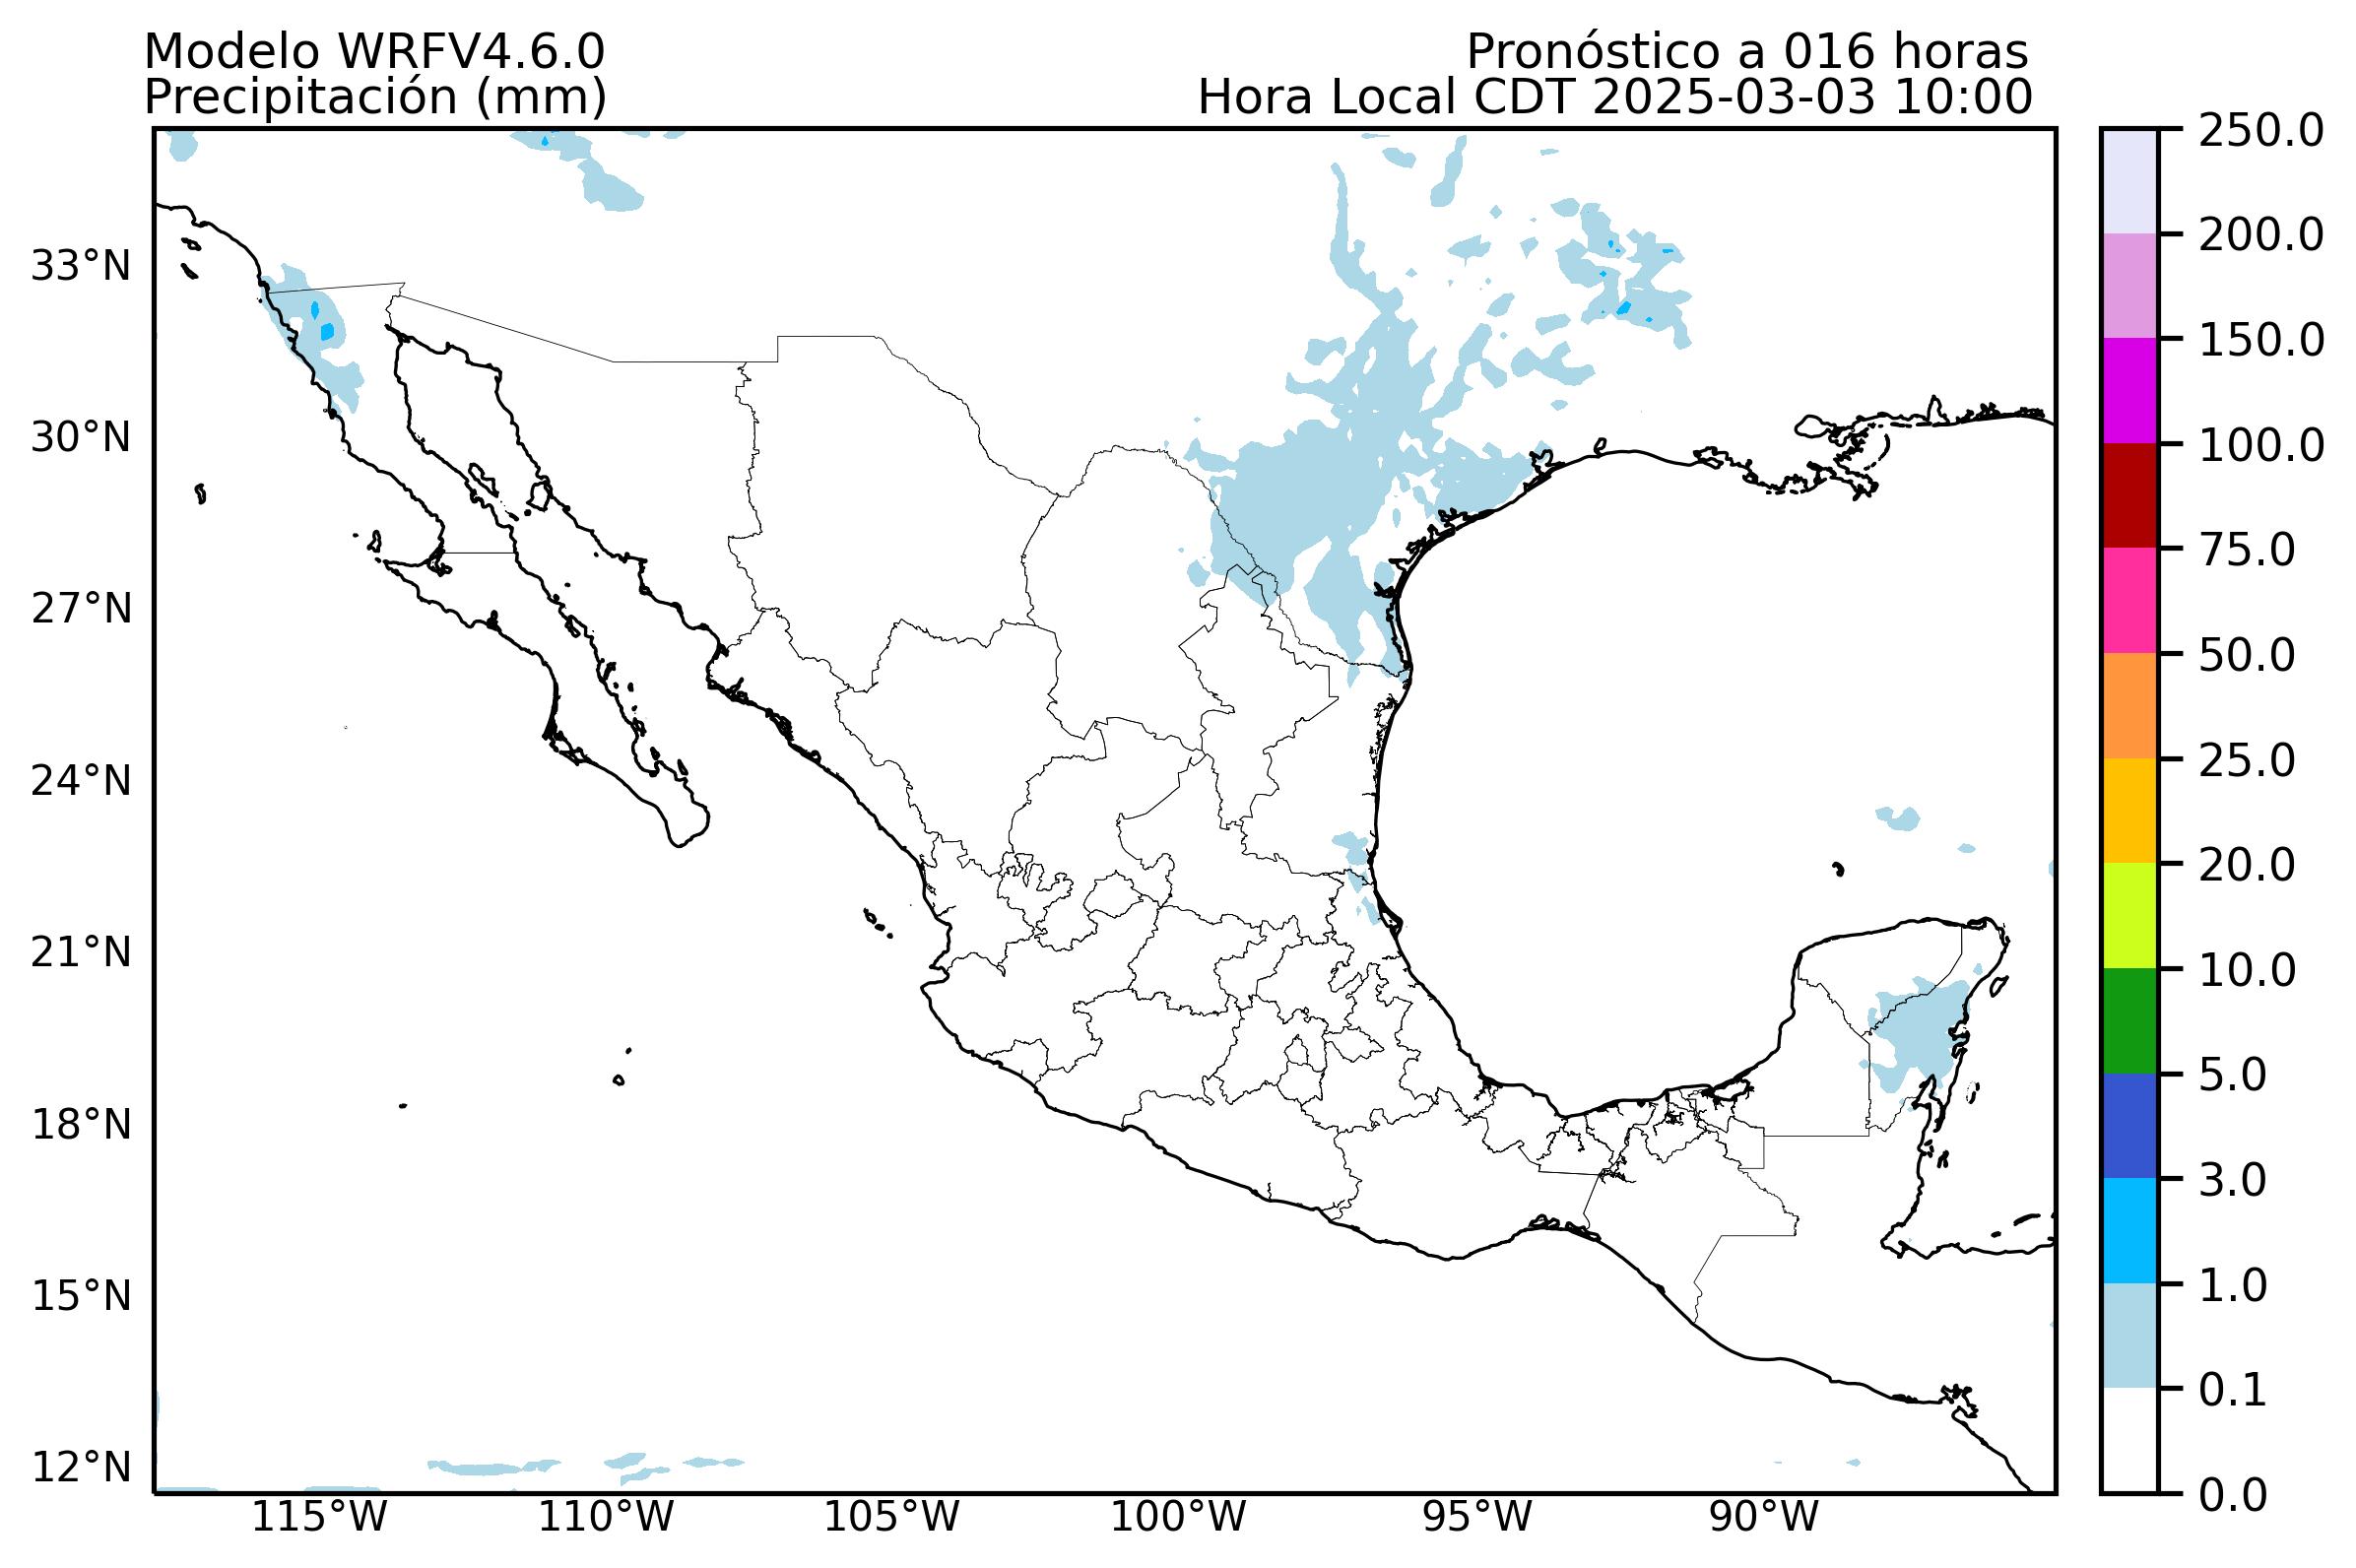 Modelo WRFV4.6.0
Pronóstico a 016 horas
Precipitación (mm)
Hora Local CDT 2025-03-03 10:00
33°N
30°N
27°N
24°N
21°N
18°N
15°N
12°N
115°W
110°W
105°W
100°W
95°W
90°W
250.0
200.0
150.0
100.0
75.0
50.0
25.0
20.0
10.0
5.0
3.0
1.0
0.1
0.0